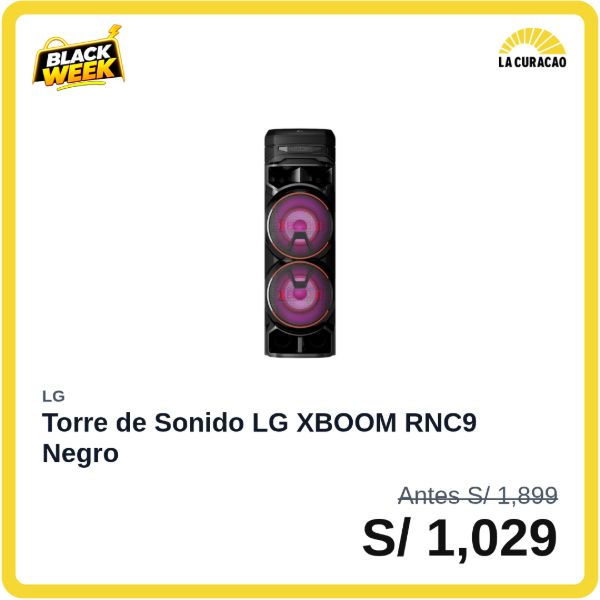 BLACK
WEEK
LA CURACAO
LG
Torre de Sonido LG XBOOM RNC9
Negro
Antes S/ 1,899
S/ 1,029